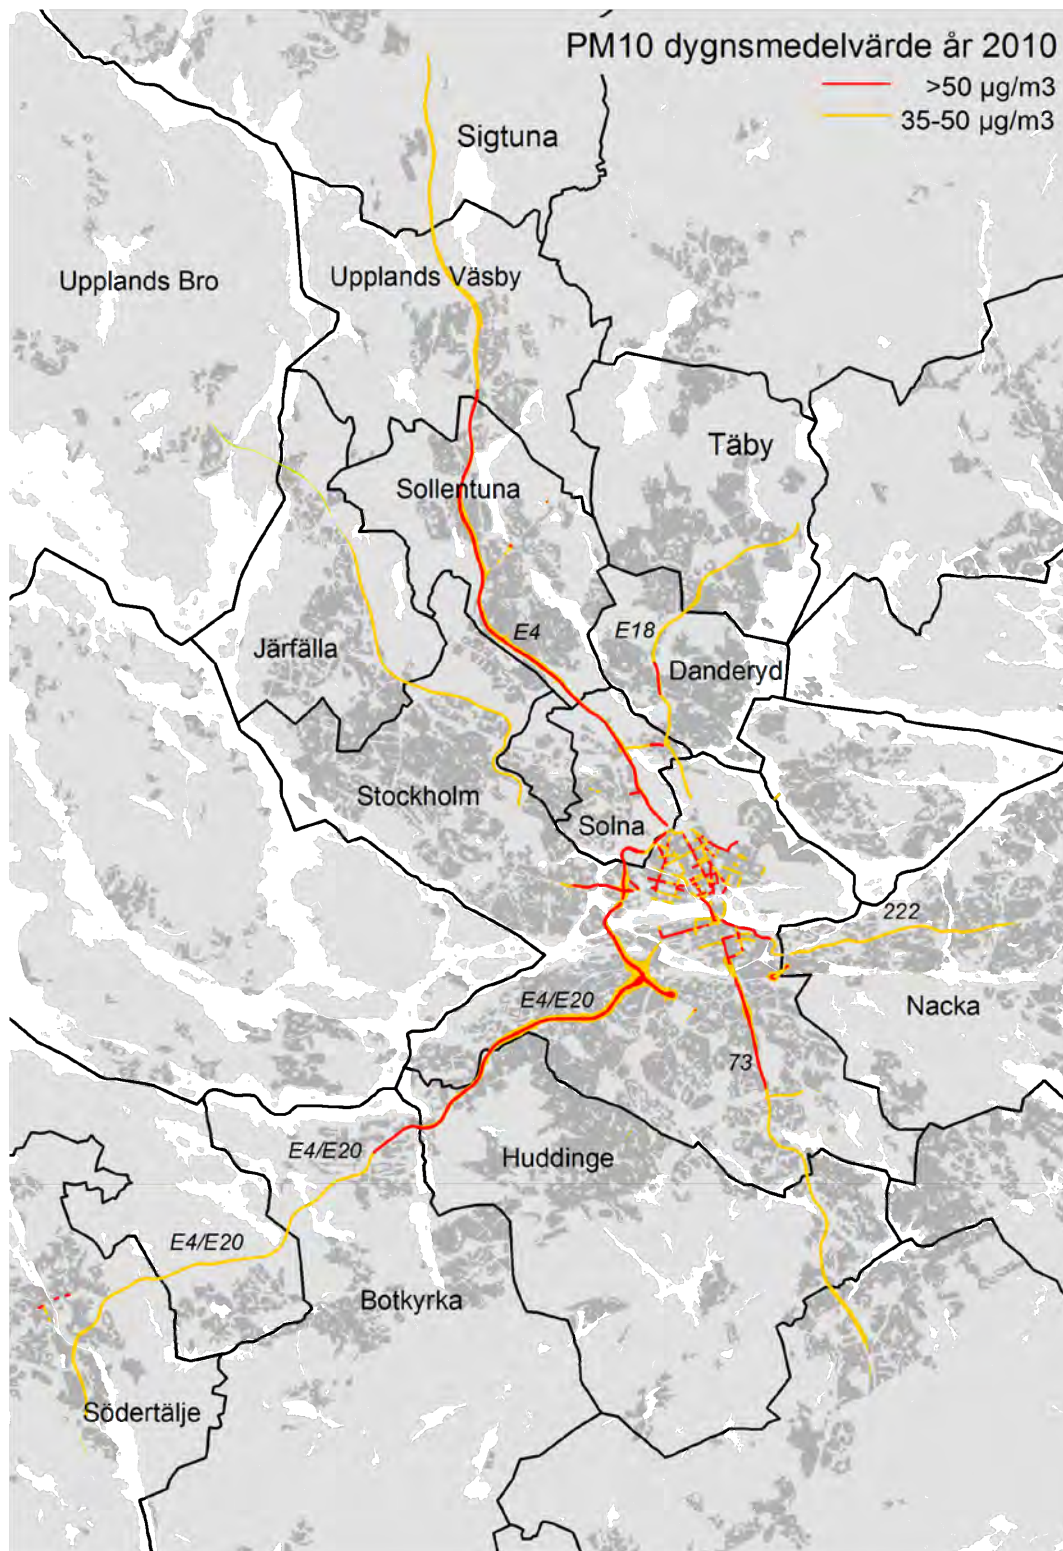 PM10 dygnsmedelvärde år 2010
>50 µg/m3
35-50 µg/m3
Sigtuna
Upplands Bro
Upplands Väsby
Täby
Sollentuna
E4
E18
Järfälla
Danderyd
Stockholm
Solna
222
E4/E20
Nacka
73
E4/E20
Huddinge
E4/E20
Botkyrka
Södertälje